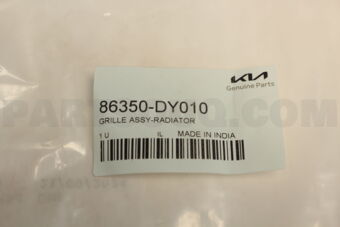 KIA
Genuine Parts
86350-DY010
GRILLE ASSY-RADIATOR
1 U IL MADE IN INDIA